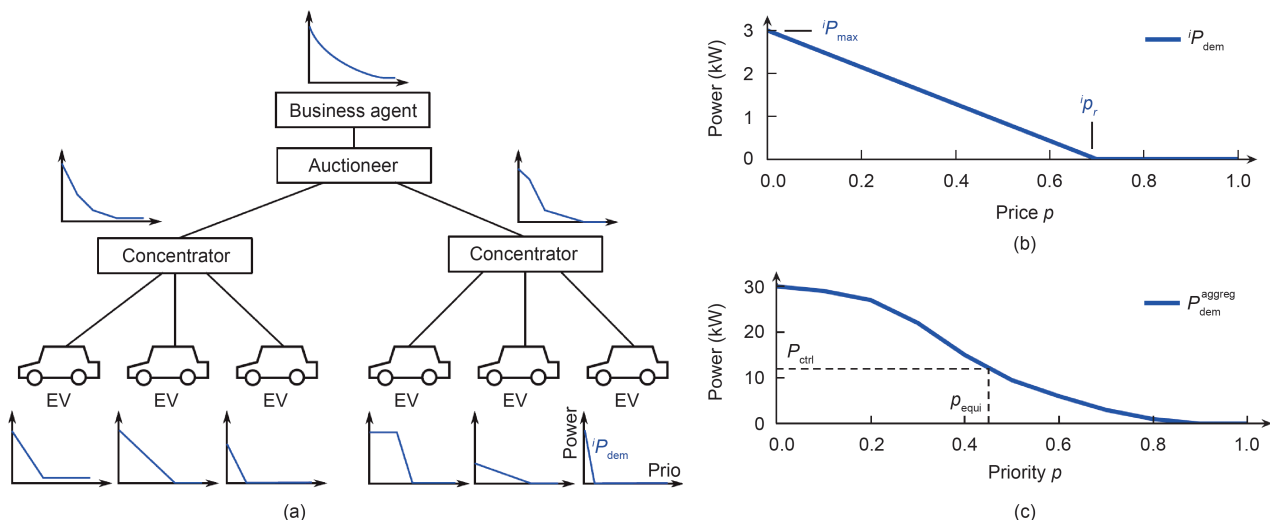 Business agent
Auctioneer
Concentrator
Concentrator
EV
EV
EV
EV
EV
EV
Power
iPdem
Prio
(a)
Power (kW)
3
2
1
0
iPmax
iPdem
ipr
0.0 0.2 0.4 0.6 0.8 1.0
Price p
(b)
Power (kW)
30
20
10
0
Paggregdem
Pctrl
pequi
0.0 0.2 0.4 0.6 0.8 1.0
Priority p
(c)